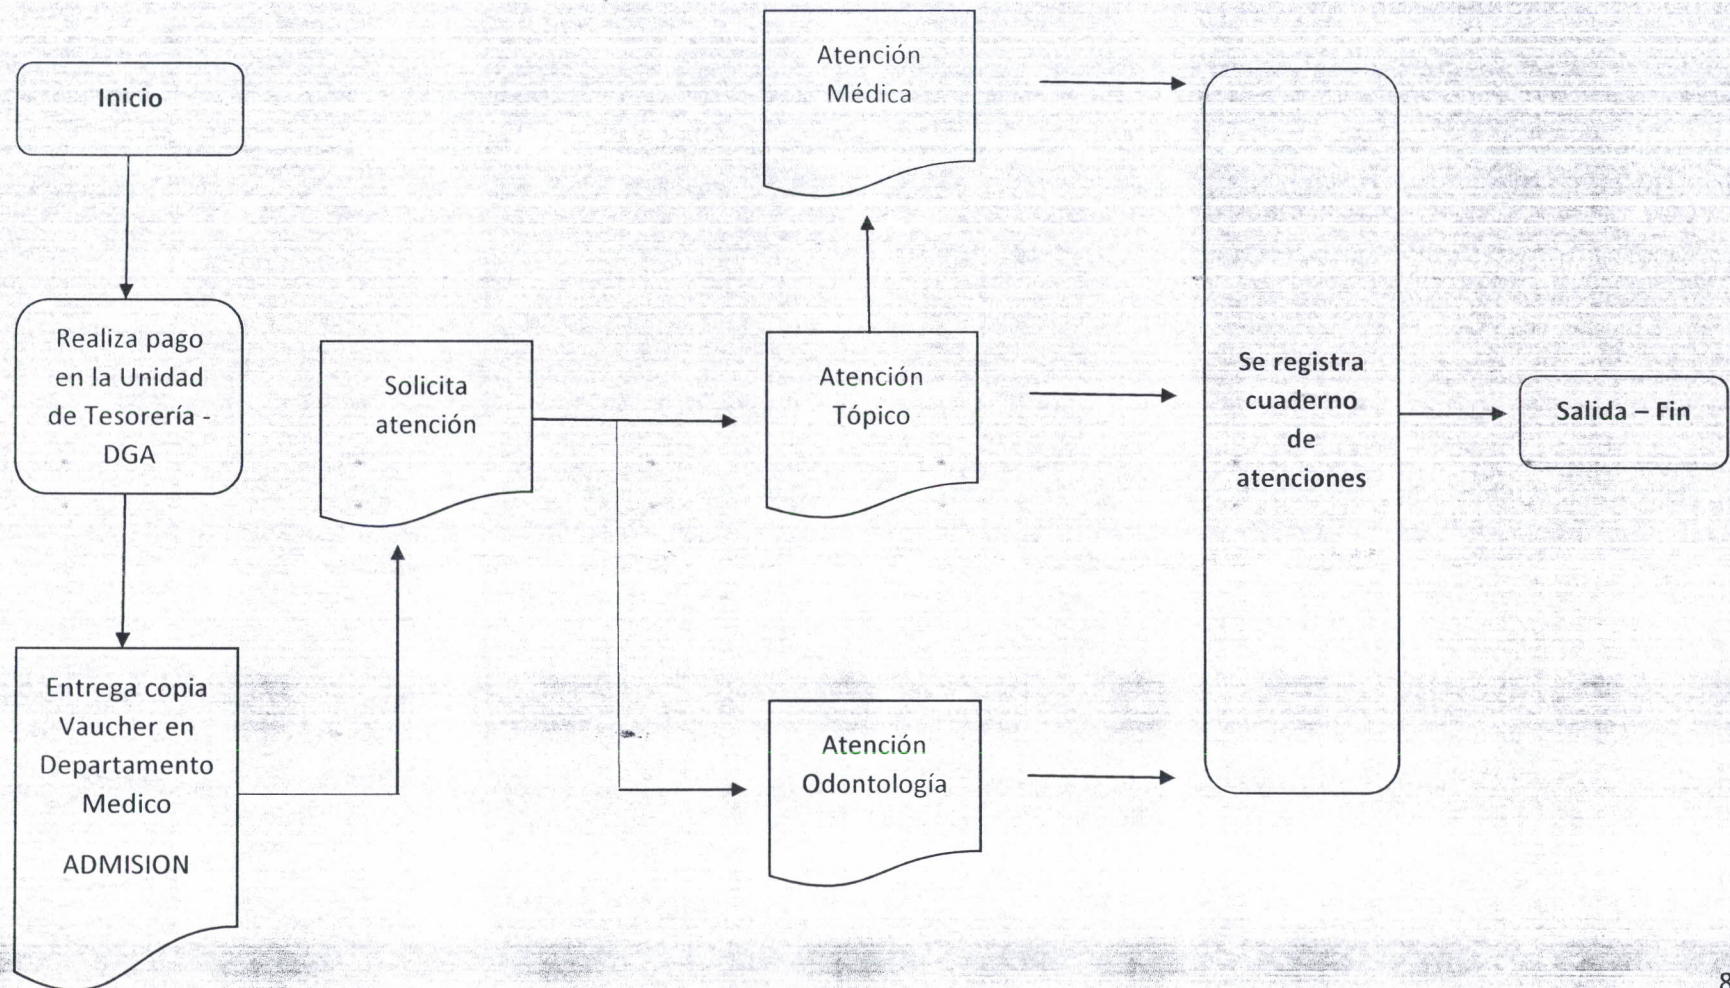 Inicio
Realiza pago
en la Unidad
de Tesorería -
DGA
Entrega copia
Vaucher en
Departamento
Medico
ADMISION
Solicita
atención
Atención
Médica
Atención
Tópico
Atención
Odontología
Se registra
cuaderno
de
atenciones
Salida – Fin
8